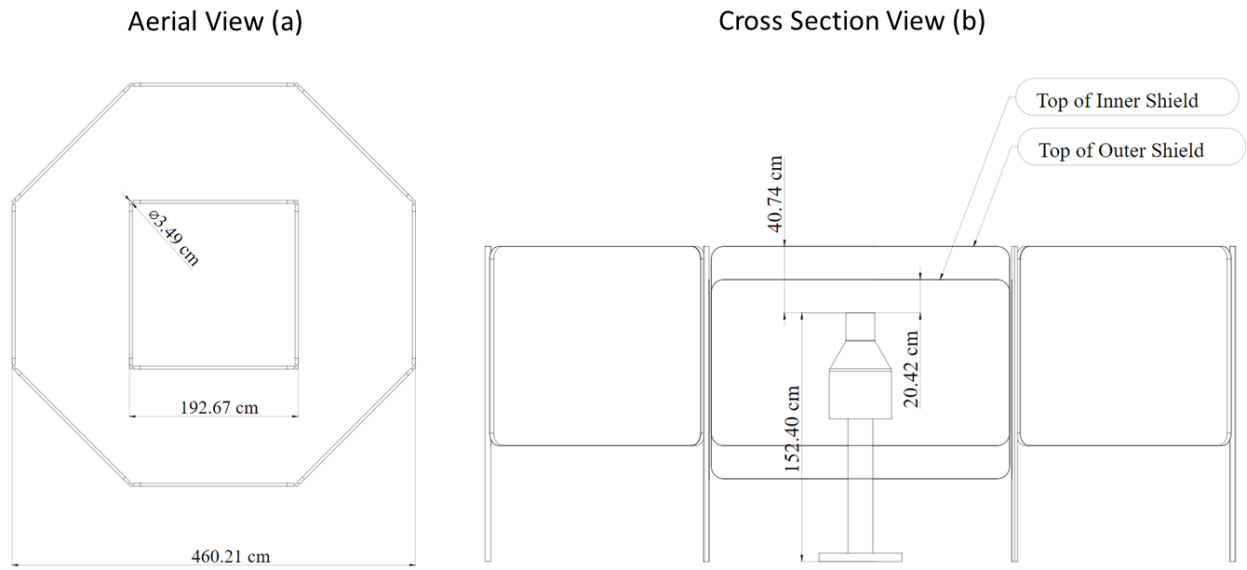 Aerial View (a)
Cross Section View (b)
Top of Inner Shield
Top of Outer Shield
40.74 cm
⌀3.49 cm
20.42 cm
152.40 cm
192.67 cm
460.21 cm